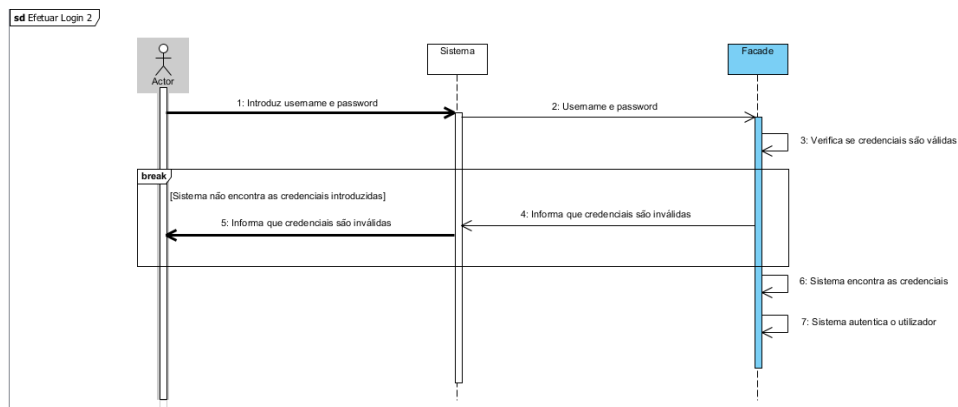 sd Efetuar Login 2
Actor
Sistema
Facade
1: Introduz username e password
2: Username e password
3: Verifica se credenciais são válidas
break
[Sistema não encontra as credenciais introduzidas]
4: Informa que credenciais são inválidas
5: Informa que credenciais são inválidas
6: Sistema encontra as credenciais
7: Sistema autentica o utilizador